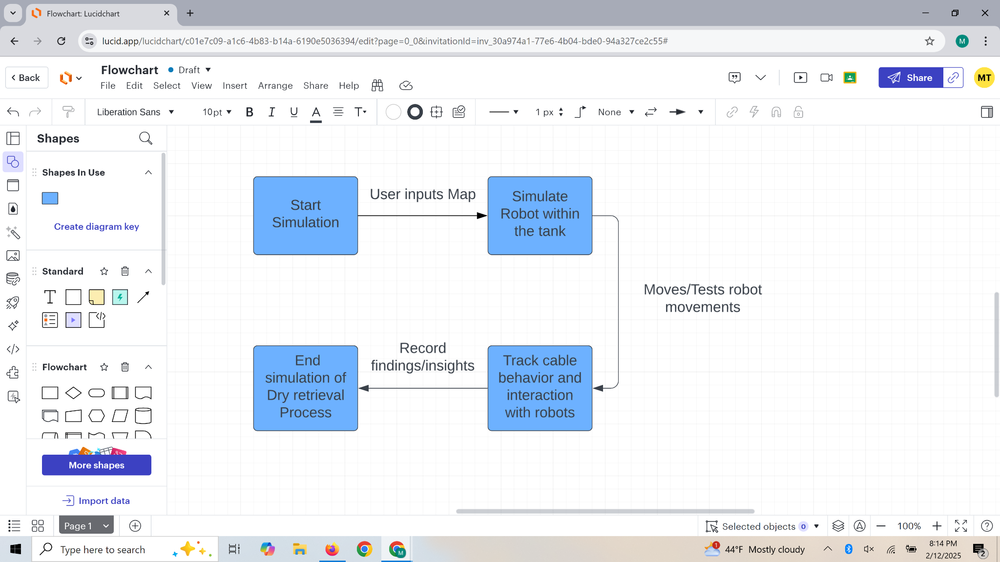 Flowchart: Lucidchart
lucid.app/lucidchart/c01e7c09-a1c6-4b83-b14a-6190e5036394/edit?page=0_0&invitationId=inv_30a974a1-77e6-4b04-bde0-94a327ce2c55#
M
Back
Flowchart
Draft
File Edit Select View Insert Arrange Share Help
Share
MT
Liberation Sans
10pt
B I U A T
1 px
None
Shapes
Shapes In Use
Create diagram key
Standard
T
Flowchart
More shapes
Import data
Start
Simulation
User inputs Map
Simulate
Robot within
the tank
Moves/Tests robot
movements
Track cable
behavior and
interaction
with robots
Record
findings/insights
End
simulation of
Dry retrieval
Process
Page 1
Selected objects 0
100%
Type here to search
M
1
44°F Mostly cloudy
8:14 PM
2/12/2025
2